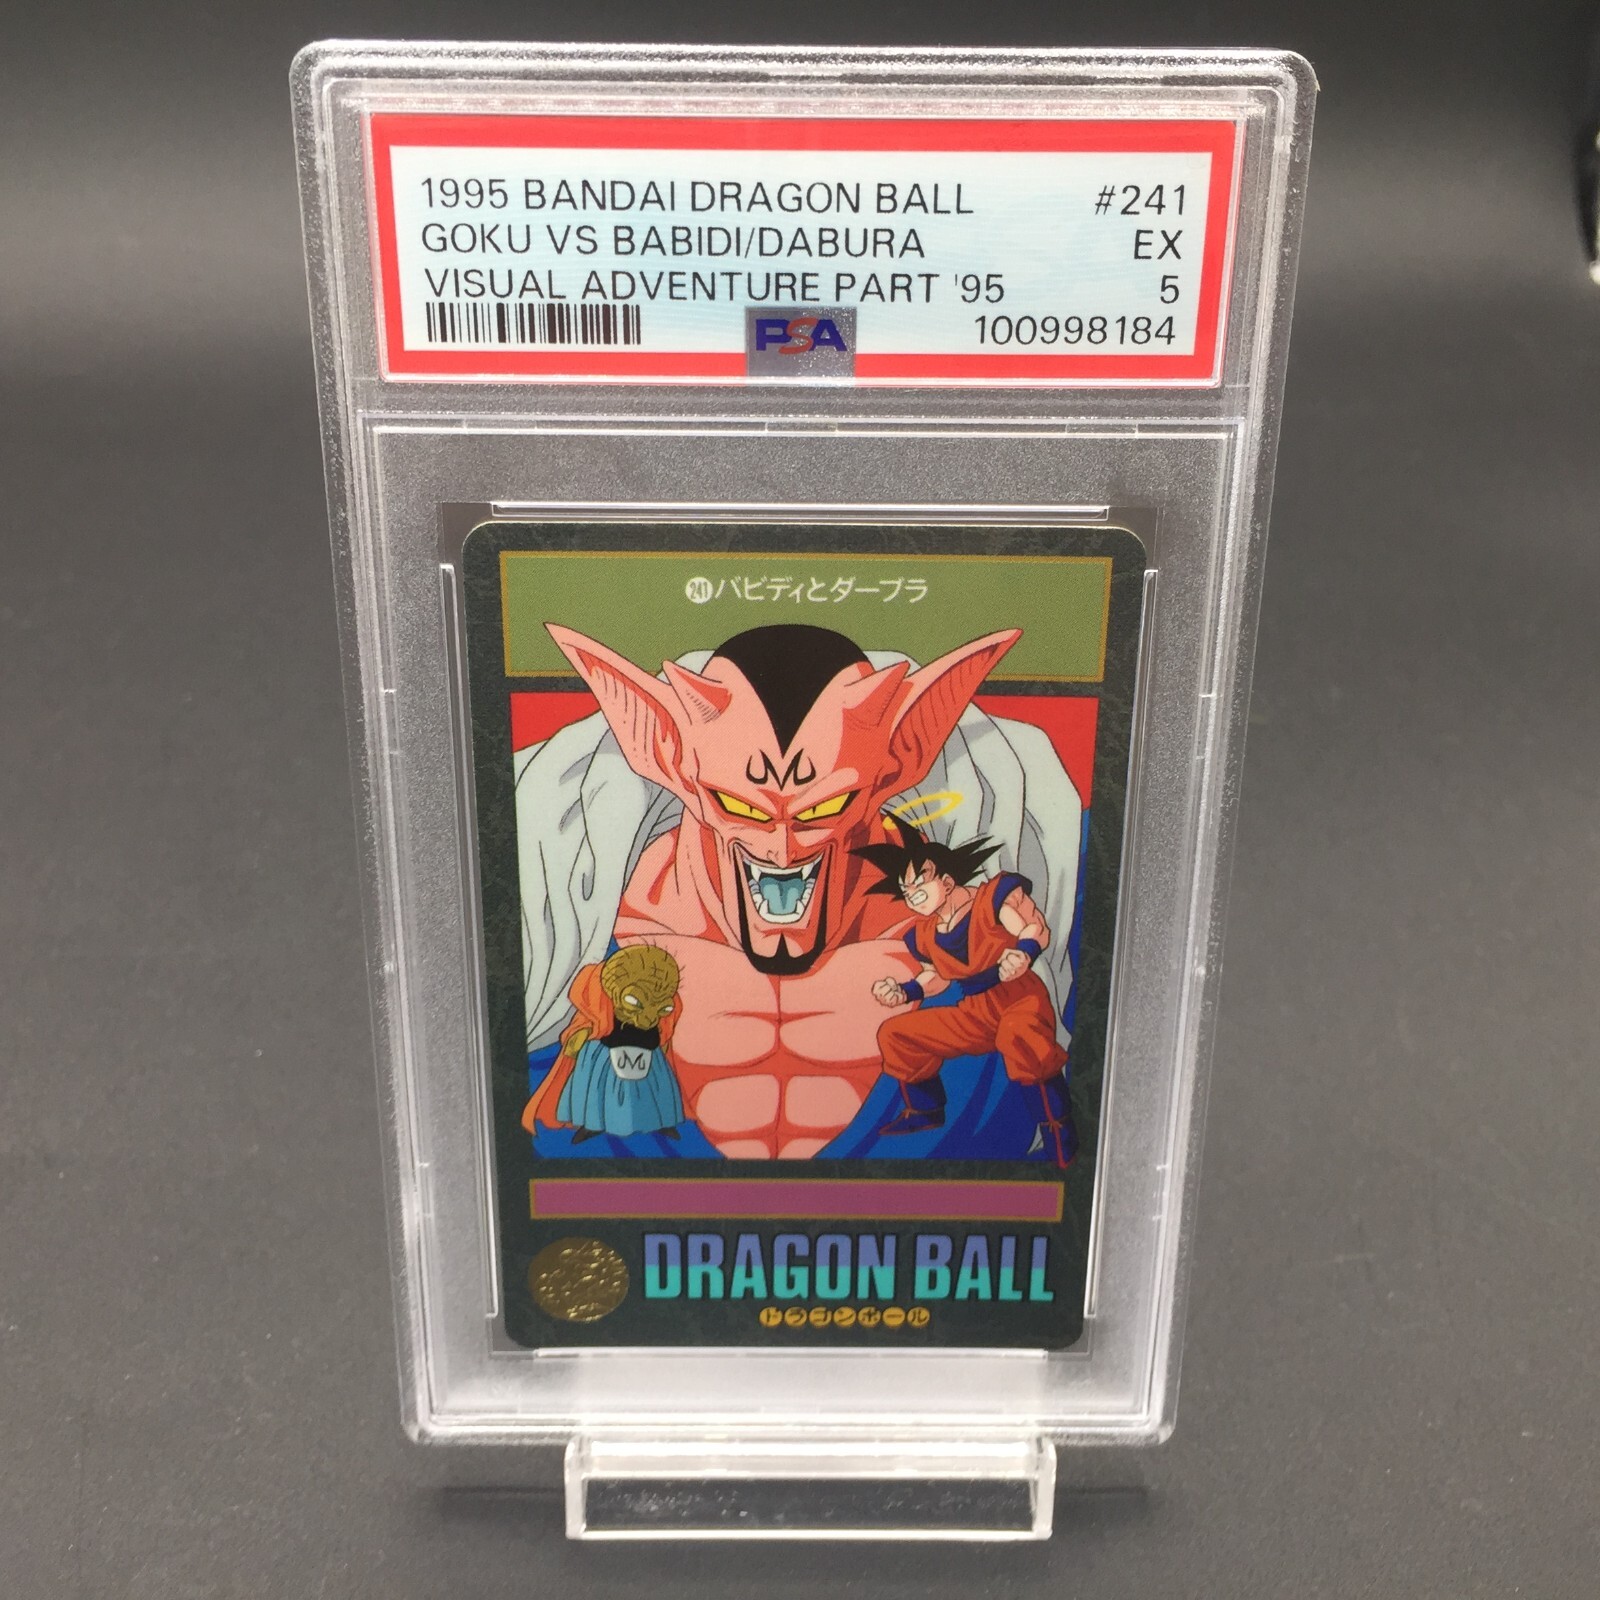 1995 BANDAI DRAGON BALL #241
GOKU VS BABIDI/DABURA EX
VISUAL ADVENTURE PART '95 5
PSA 100998184
241 バビディとダーブラ
M
M
DRAGON BALL
ドラゴンボール